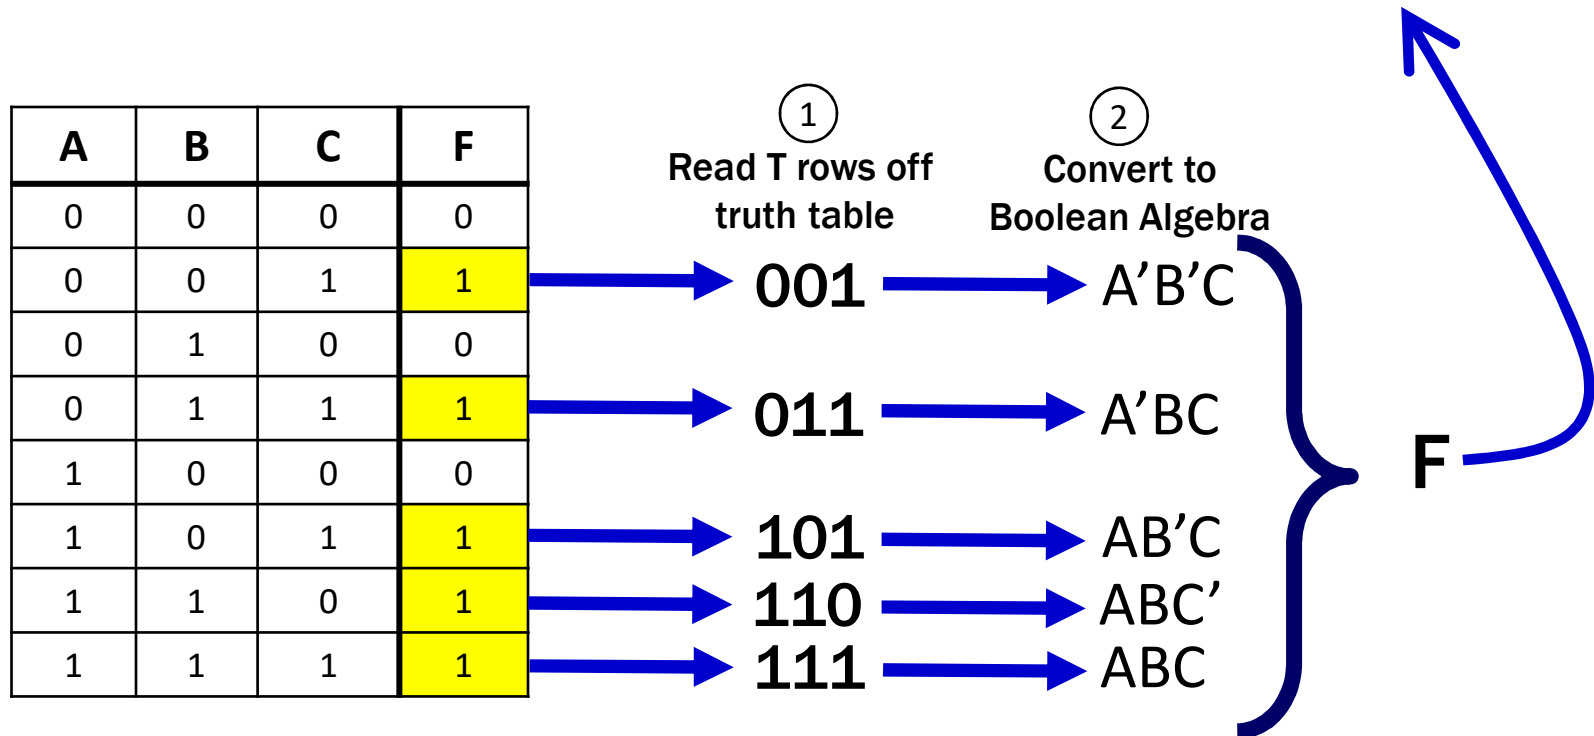 1 2
Read T rows off Convert to
truth table Boolean Algebra
A B C F
0 0 0 0
0 0 1 1 001 A’B’C
0 1 0 0
0 1 1 1 011 A’BC
1 0 0 0
F
1 0 1 1 101 AB’C
1 1 0 1 110 ABC’
1 1 1 1 111 ABC